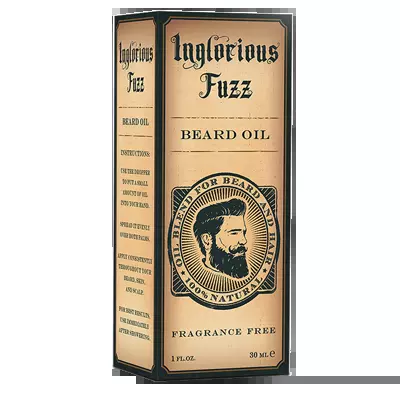 Inglorious
Fuzz
BEARD OIL
INSTRUCTIONS:
USE THE DROPPER
TO PUT A SMALL
AMOUNT OF OIL
INTO YOUR HAND.
SPREAD IT EVENLY
OVER BOTH PALMS.
APPLY CONSISTENTLY
THROUGHOUT YOUR
BEARD, SKIN,
AND SCALP.
FOR BEST RESULTS,
USE IMMEDIATELY
AFTER SHOWERING.
Inglorious
Fuzz
BEARD OIL
OIL BLEND FOR BEARD AND HAIR
100% NATURAL
FRAGRANCE FREE
1 FL.OZ. 30 ML ℮